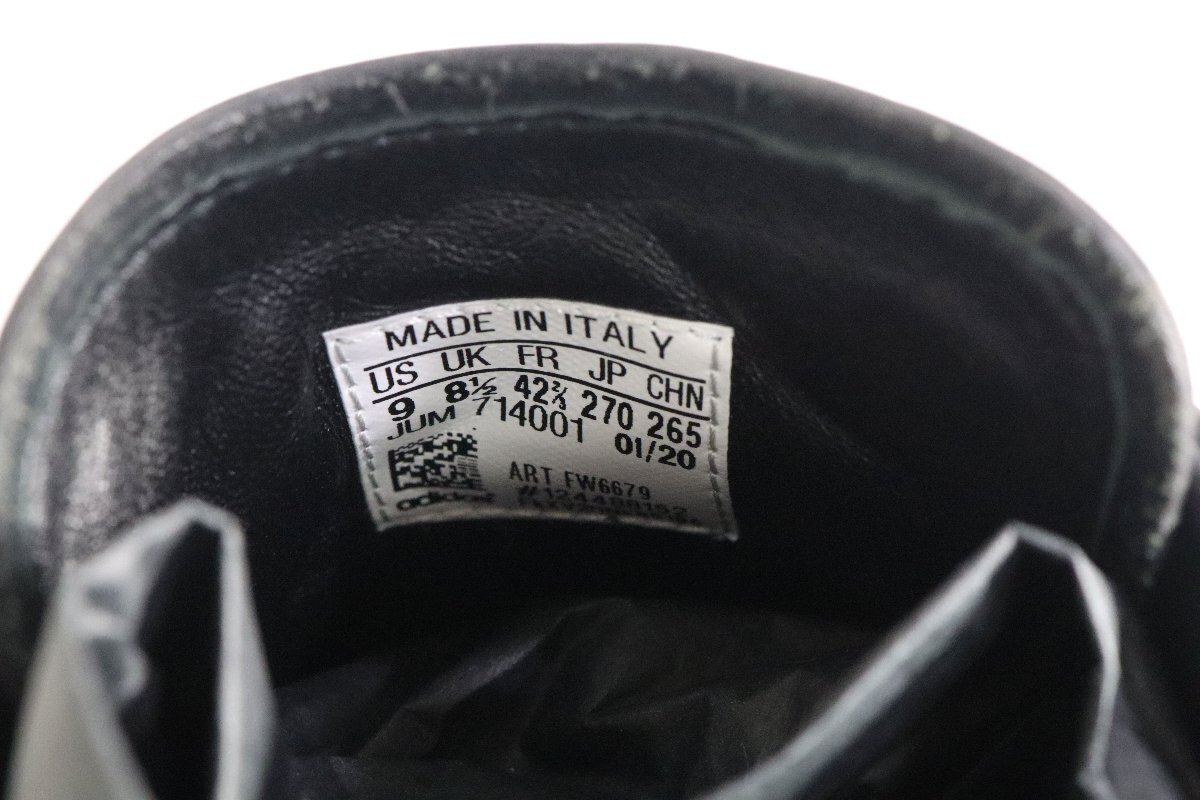 MADE IN ITALY
US UK FR JP CHN
9 8½ 42⅔ 270 265
JUM 714001 01/20
ART FW6679
adidas